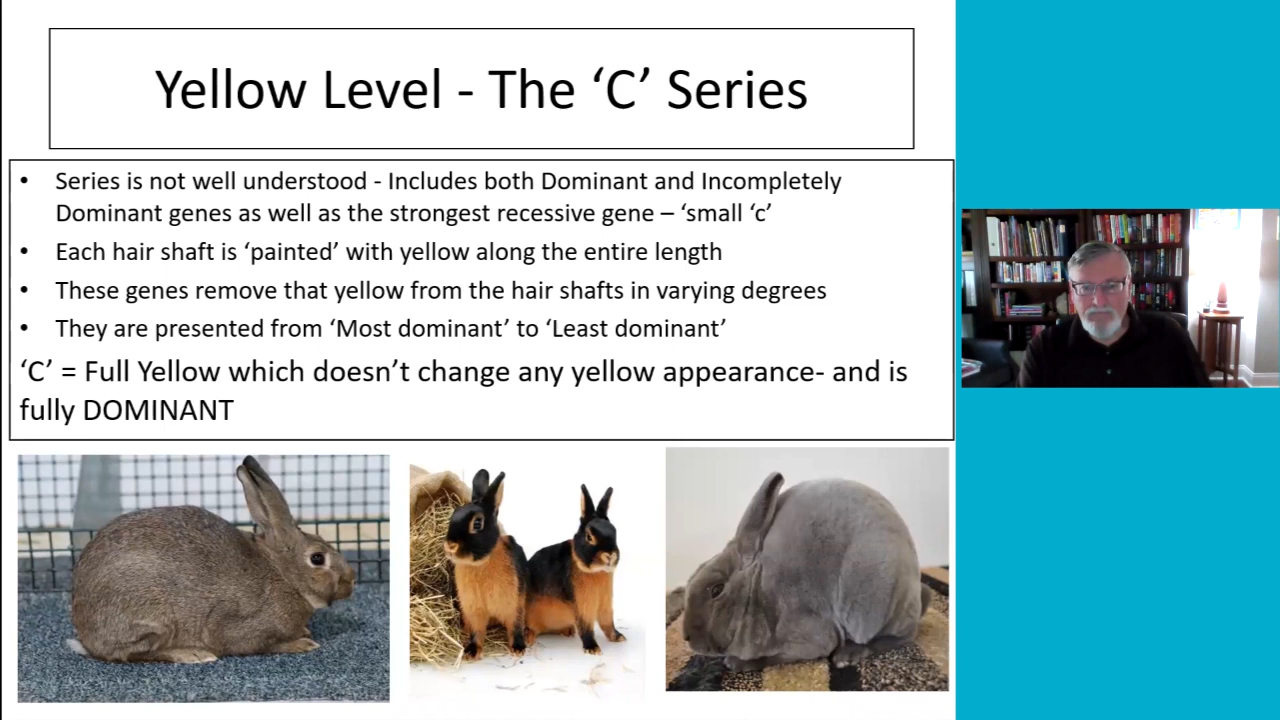 Yellow Level - The ‘C’ Series
• Series is not well understood - Includes both Dominant and Incompletely
Dominant genes as well as the strongest recessive gene – ‘small ‘c’
• Each hair shaft is ‘painted’ with yellow along the entire length
• These genes remove that yellow from the hair shafts in varying degrees
• They are presented from ‘Most dominant’ to ‘Least dominant’
‘C’ = Full Yellow which doesn’t change any yellow appearance- and is
fully DOMINANT